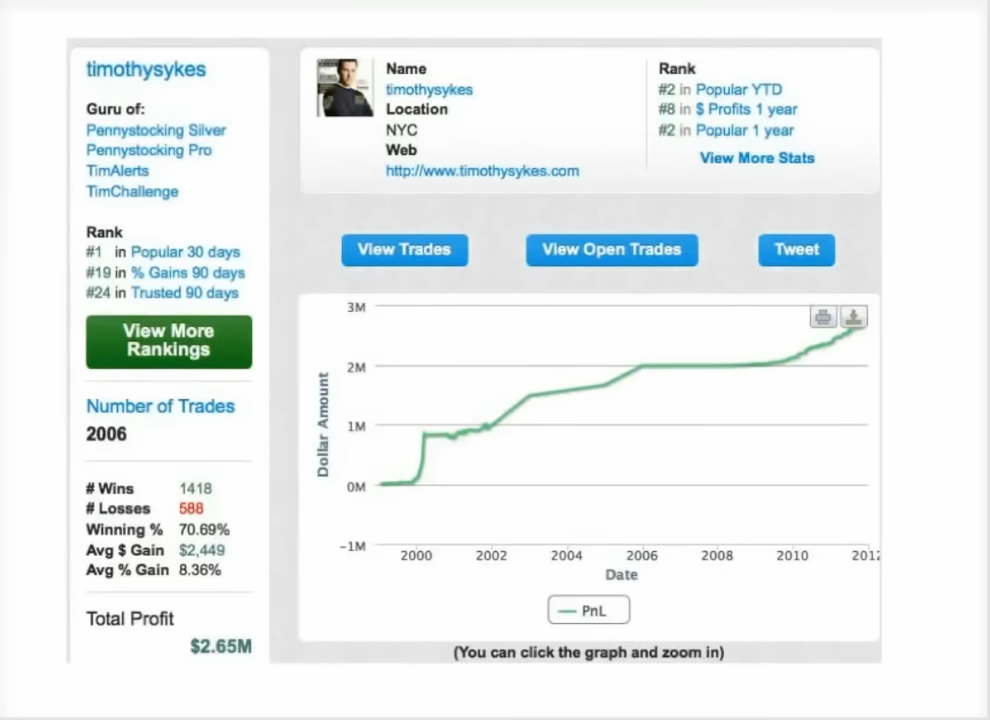 timothysykes
Guru of:
Pennystocking Silver
Pennystocking Pro
TimAlerts
TimChallenge
Rank
#1 in Popular 30 days
#19 in % Gains 90 days
#24 in Trusted 90 days
View More
Rankings
Number of Trades
2006
# Wins 1418
# Losses 588
Winning % 70.69%
Avg $ Gain $2,449
Avg % Gain 8.36%
Total Profit
$2.65M
Name
timothysykes
Location
NYC
Web
http://www.timothysykes.com
Rank
#2 in Popular YTD
#8 in $ Profits 1 year
#2 in Popular 1 year
View More Stats
View Trades
View Open Trades
Tweet
Dollar Amount
3M
2M
1M
0M
-1M
2000 2002 2004 2006 2008 2010 2012
Date
PnL
(You can click the graph and zoom in)